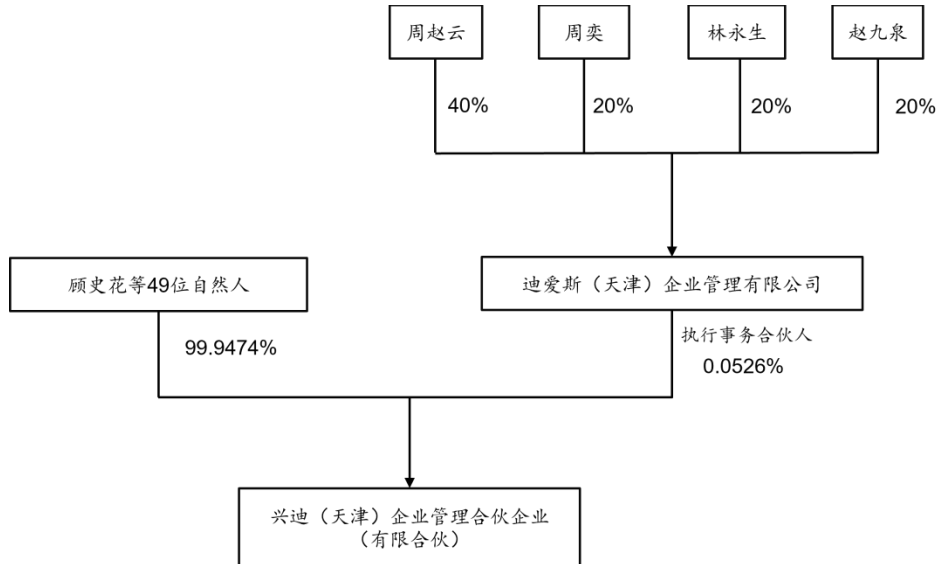 周赵云
周奕
林永生
赵九泉
40%
20%
20%
20%
顾史花等49位自然人
迪爱斯（天津）企业管理有限公司
99.9474%
执行事务合伙人
0.0526%
兴迪（天津）企业管理合伙企业
（有限合伙）